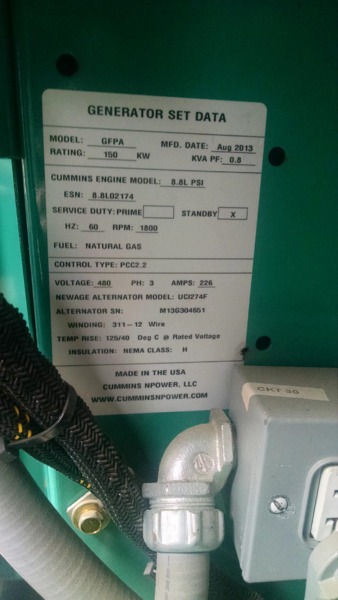 GENERATOR SET DATA
MODEL: GFPA MFD. DATE: Aug 2013
RATING: 150 KW KVA PF: 0.8
CUMMINS ENGINE MODEL: 8.8L PSI
ESN: 8.8L02174
SERVICE DUTY: PRIME STANDBY X
HZ: 60 RPM: 1800
FUEL: NATURAL GAS
CONTROL TYPE: PCC2.2
VOLTAGE: 480 PH: 3 AMPS: 226
NEWAGE ALTERNATOR MODEL: UCI274F
ALTERNATOR SN: M13G304651
WINDING: 311-12 Wire
TEMP RISE: 125/40 Deg C @ Rated Voltage
INSULATION: NEMA CLASS: H
MADE IN THE USA
CUMMINS NPOWER, LLC
WWW.CUMMINSNPOWER.COM
CKT 30